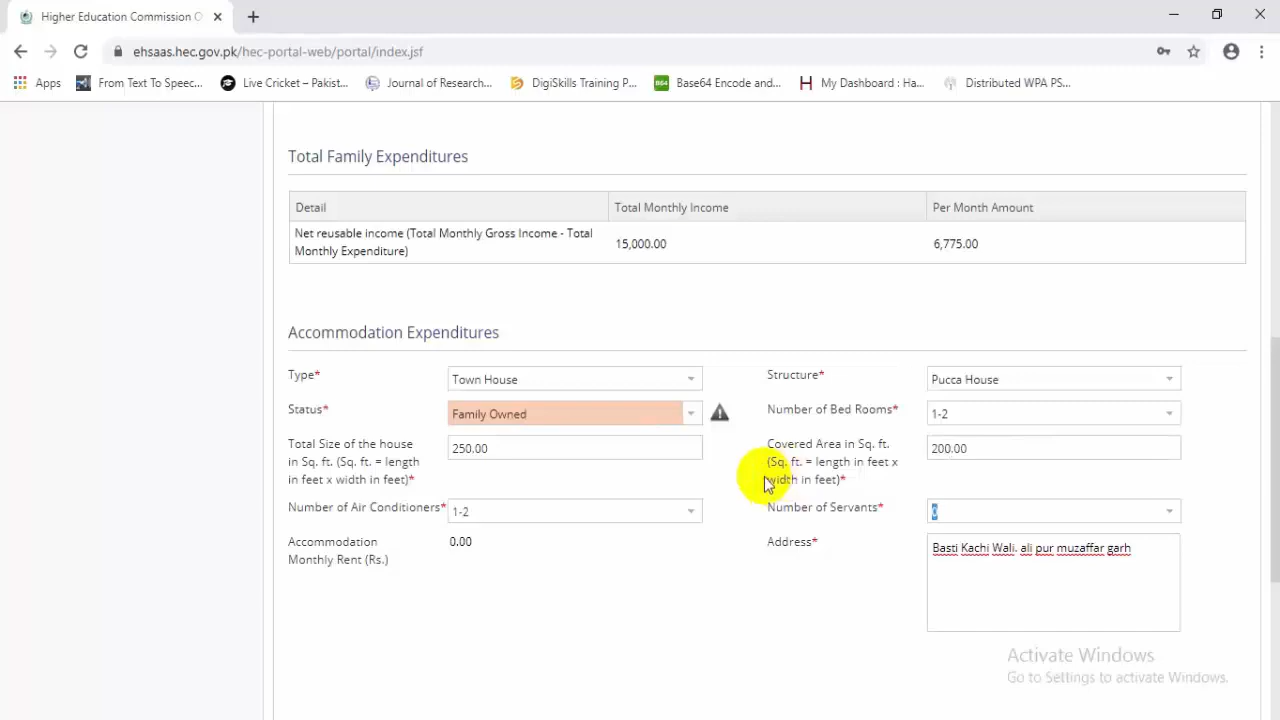 Higher Education Commission O
ehsaas.hec.gov.pk/hec-portal-web/portal/index.jsf
Apps From Text To Speec... Live Cricket – Pakist... Journal of Research... DigiSkills Training P... B64 Base64 Encode and... H My Dashboard : Ha... Distributed WPA PS...
Total Family Expenditures
Detail Total Monthly Income Per Month Amount
Net reusable income (Total Monthly Gross Income - Total
Monthly Expenditure) 15,000.00 6,775.00
Accommodation Expenditures
Type* Town House Structure* Pucca House
Status* Family Owned Number of Bed Rooms* 1-2
Total Size of the house
in Sq. ft. (Sq. ft. = length
in feet x width in feet)* 250.00
Covered Area in Sq. ft.
(Sq. ft. = length in feet x
width in feet)* 200.00
Number of Air Conditioners* 1-2 Number of Servants* 0
Accommodation
Monthly Rent (Rs.) 0.00
Address* Basti Kachi Wali. ali pur muzaffar garh
Activate Windows
Go to Settings to activate Windows.